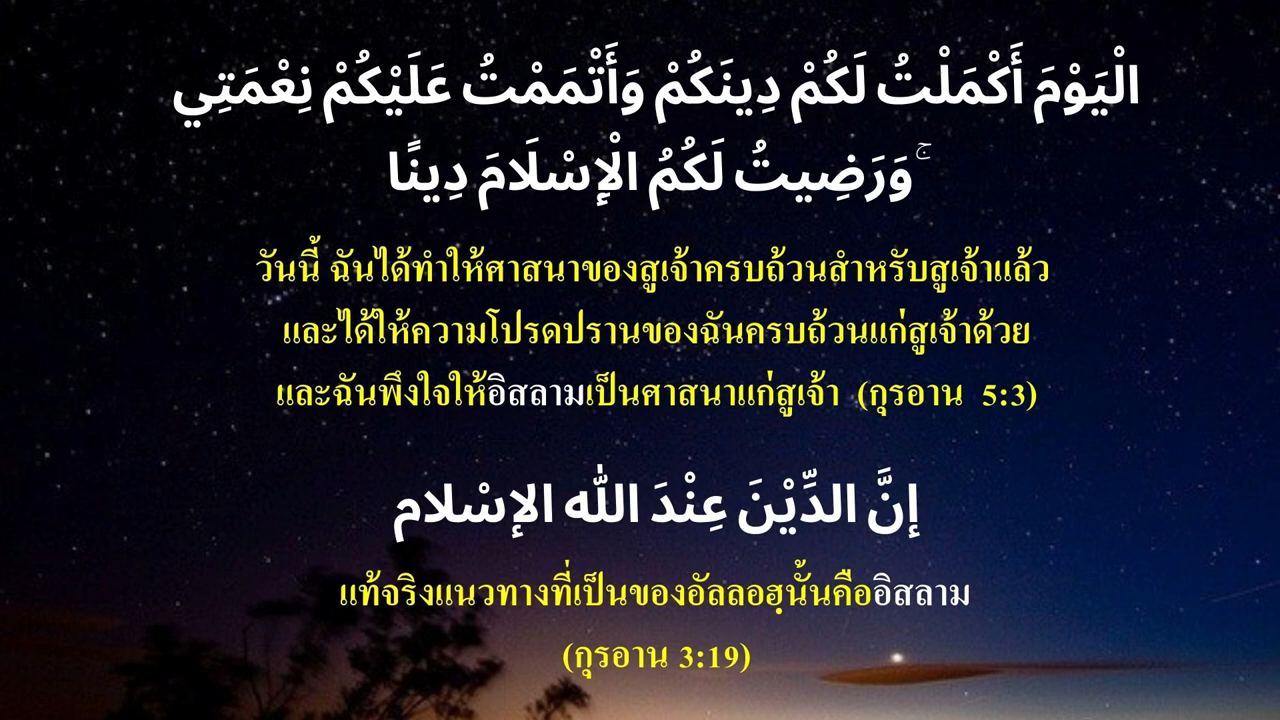 الْيَوْمَ أَكْمَلْتُ لَكُمْ دِينَكُمْ وَأَتْمَمْتُ عَلَيْكُمْ نِعْمَتِي
ۚوَرَضِيتُ لَكُمُ الْإِسْلَامَ دِينًا
วันนี้ ฉันได้ทำให้ศาสนาของสูเจ้าครบถ้วนสำหรับสูเจ้าแล้ว
และได้ให้ความโปรดปรานของฉันครบถ้วนแก่สูเจ้าด้วย
และฉันพึงใจให้อิสลามเป็นศาสนาแก่สูเจ้า (กุรอาน 5:3)
إنَّ الدِّيْنَ عِنْدَ اللّٰه الإسْلام
แท้จริงแนวทางที่เป็นของอัลลอฮฺนั้นคืออิสลาม
(กุรอาน 3:19)